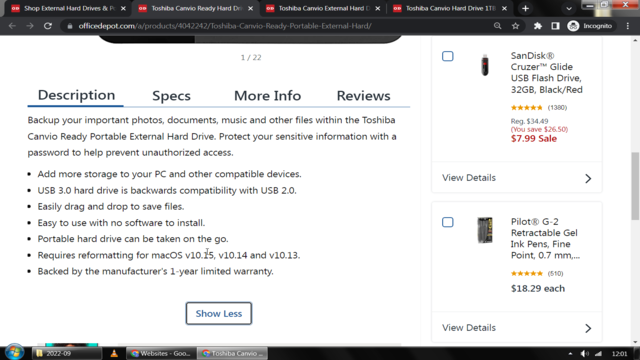 Shop External Hard Drives & P
Toshiba Canvio Ready Portable
Toshiba Canvio External Hard D
Toshiba Canvio Hard Drive 1TB
officedepot.com/a/products/4042242/Toshiba-Canvio-Ready-Portable-External-Hard/
Incognito
1 / 22
Description
Specs
More Info
Reviews
Backup your important photos, documents, music and other files within the Toshiba
Canvio Ready Portable External Hard Drive. Protect your sensitive information with a
password to help prevent unauthorized access.
• Add more storage to your PC and other compatible devices.
• USB 3.0 hard drive is backwards compatibility with USB 2.0.
• Easily drag and drop to save files.
• Easy to use with no software to install.
• Portable hard drive can be taken on the go.
• Requires reformatting for macOS v10.15, v10.14 and v10.13.
• Backed by the manufacturer's 1-year limited warranty.
Show Less
SanDisk®
Cruzer™ Glide
USB Flash Drive,
32GB, Black/Red
(1380)
Reg. $34.49
(You save $26.50)
$7.99 Sale
View Details
Pilot® G-2
Retractable Gel
Ink Pens, Fine
Point, 0.7 mm,...
(510)
$18.29 each
View Details
2022-09
Websites - Goo...
Toshiba Canvio ...
12:01